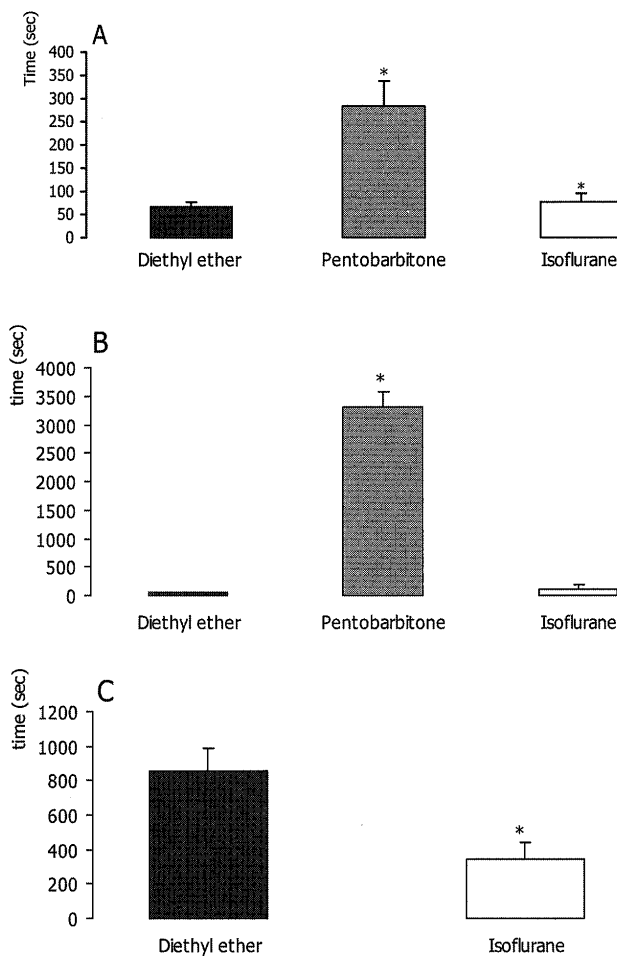 A
Time (sec)
400
350
300
250
200
150
100
50
0
*
*
Diethyl ether
Pentobarbitone
Isoflurane
B
time (sec)
4000
3500
3000
2500
2000
1500
1000
500
0
*
Diethyl ether
Pentobarbitone
Isoflurane
C
time (sec)
1200
1000
800
600
400
200
0
*
Diethyl ether
Isoflurane